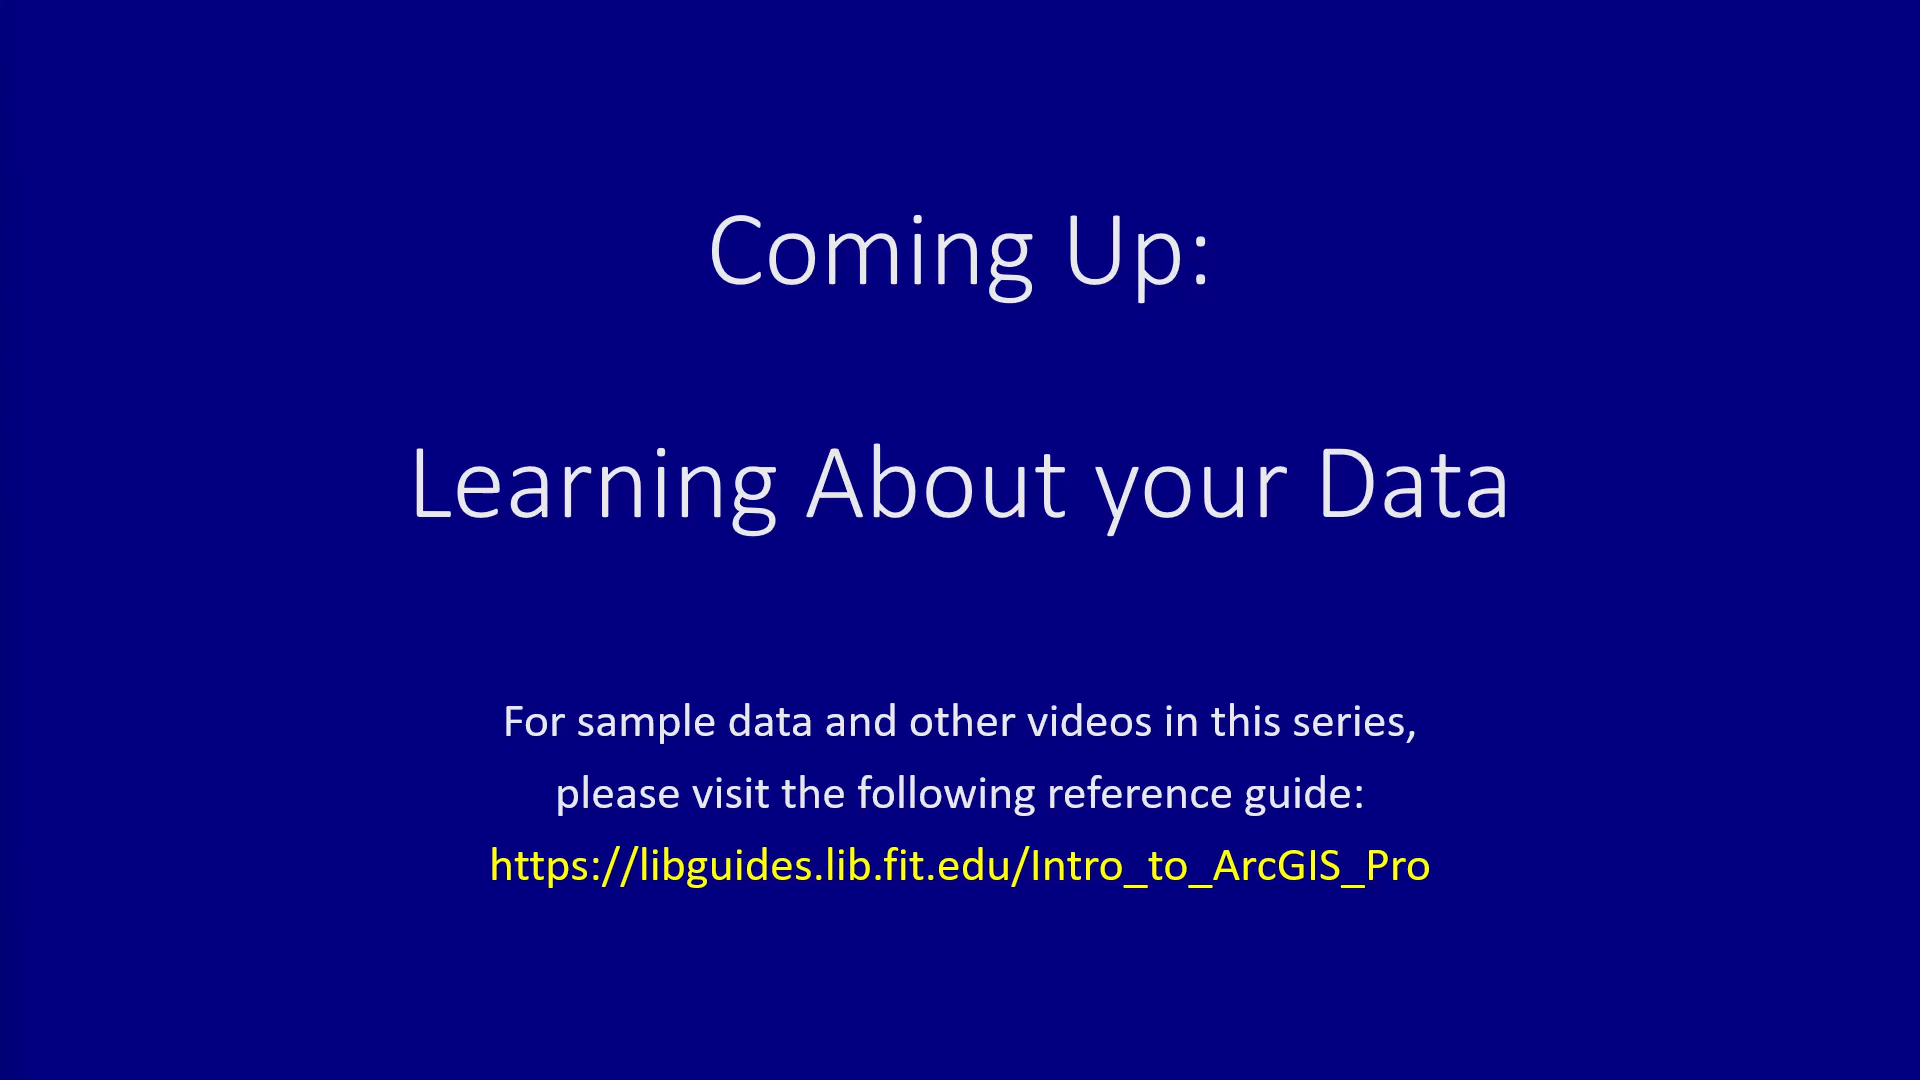 Coming Up:
Learning About your Data
For sample data and other videos in this series,
please visit the following reference guide:
https://libguides.lib.fit.edu/Intro_to_ArcGIS_Pro